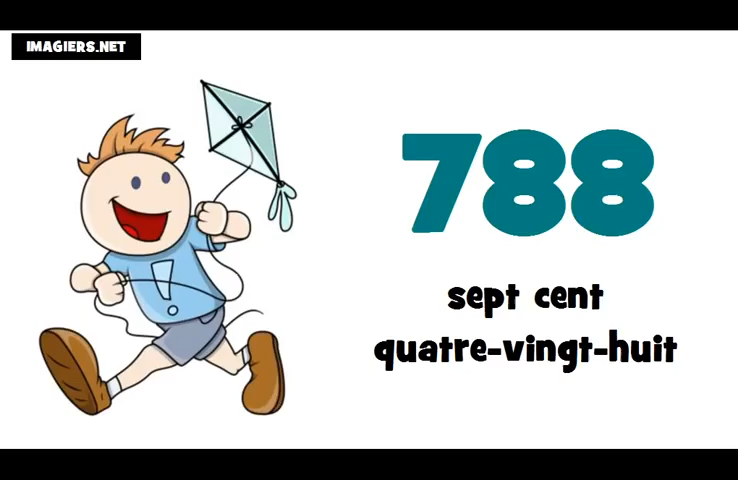 IMAGIERS.NET
788
sept cent
quatre-vingt-huit
!